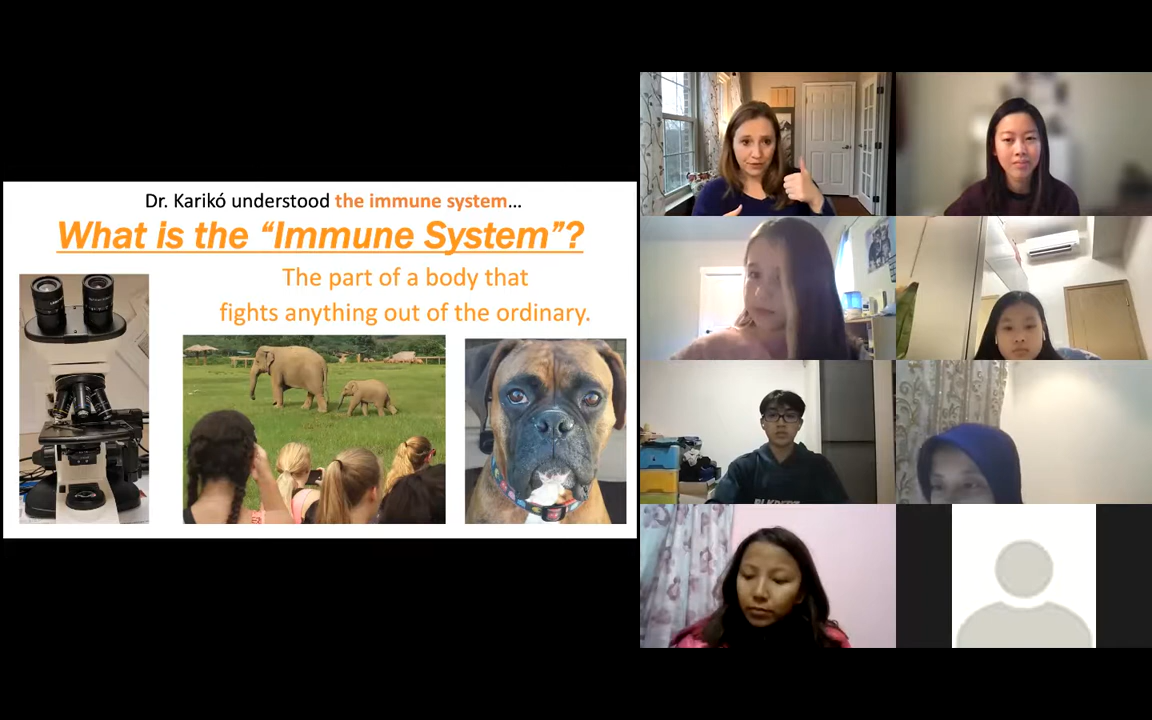 Dr. Karikó understood the immune system...
What is the “Immune System”?
The part of a body that
fights anything out of the ordinary.